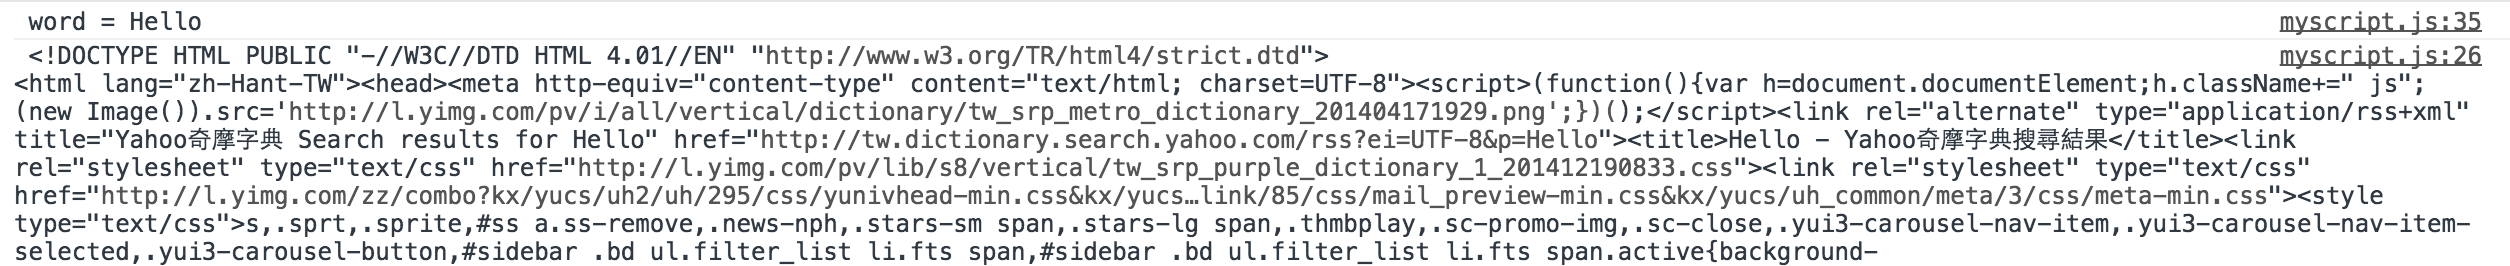 word = Hello myscript.js:35
<!DOCTYPE HTML PUBLIC "-//W3C//DTD HTML 4.01//EN" "http://www.w3.org/TR/html4/strict.dtd"> myscript.js:26
<html lang="zh-Hant-TW"><head><meta http-equiv="content-type" content="text/html; charset=UTF-8"><script>(function(){var h=document.documentElement;h.className+=" js";
(new Image()).src='http://l.yimg.com/pv/i/all/vertical/dictionary/tw_srp_metro_dictionary_201404171929.png';})();</script><link rel="alternate" type="application/rss+xml"
title="Yahoo奇摩字典 Search results for Hello" href="http://tw.dictionary.search.yahoo.com/rss?ei=UTF-8&p=Hello"><title>Hello - Yahoo奇摩字典搜尋結果</title><link
rel="stylesheet" type="text/css" href="http://l.yimg.com/pv/lib/s8/vertical/tw_srp_purple_dictionary_1_201412190833.css"><link rel="stylesheet" type="text/css"
href="http://l.yimg.com/zz/combo?kx/yucs/uh2/uh/295/css/yunivhead-min.css&kx/yucs…link/85/css/mail_preview-min.css&kx/yucs/uh_common/meta/3/css/meta-min.css"><style
type="text/css">s,.sprt,.sprite,#ss a.ss-remove,.news-nph,.stars-sm span,.stars-lg span,.thmbplay,.sc-promo-img,.sc-close,.yui3-carousel-nav-item,.yui3-carousel-nav-item-
selected,.yui3-carousel-button,#sidebar .bd ul.filter_list li.fts span,#sidebar .bd ul.filter_list li.fts span.active{background-